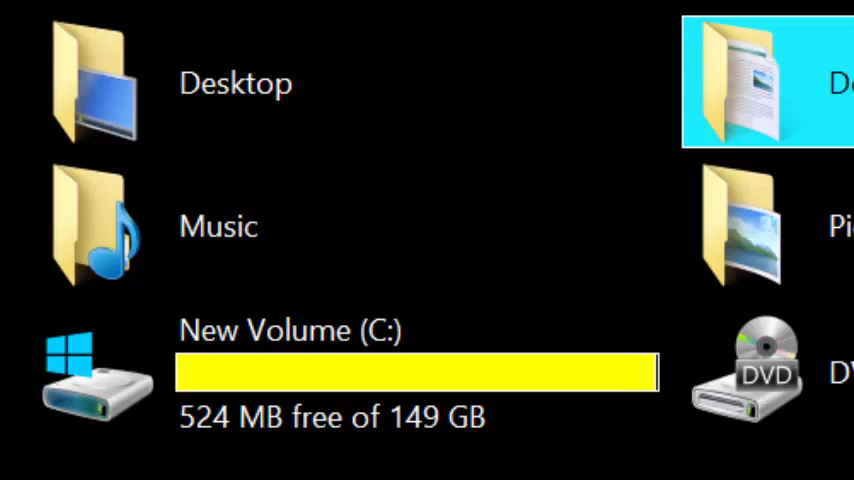 Desktop
Music
New Volume (C:)
524 MB free of 149 GB
DVD